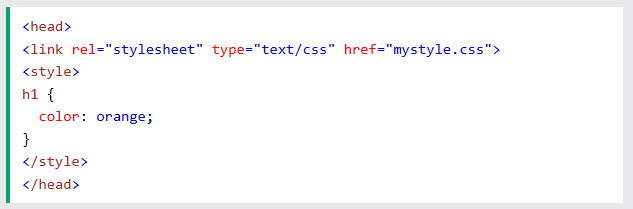 <head>
<link rel="stylesheet" type="text/css" href="mystyle.css">
<style>
h1 {
  color: orange;
}
</style>
</head>